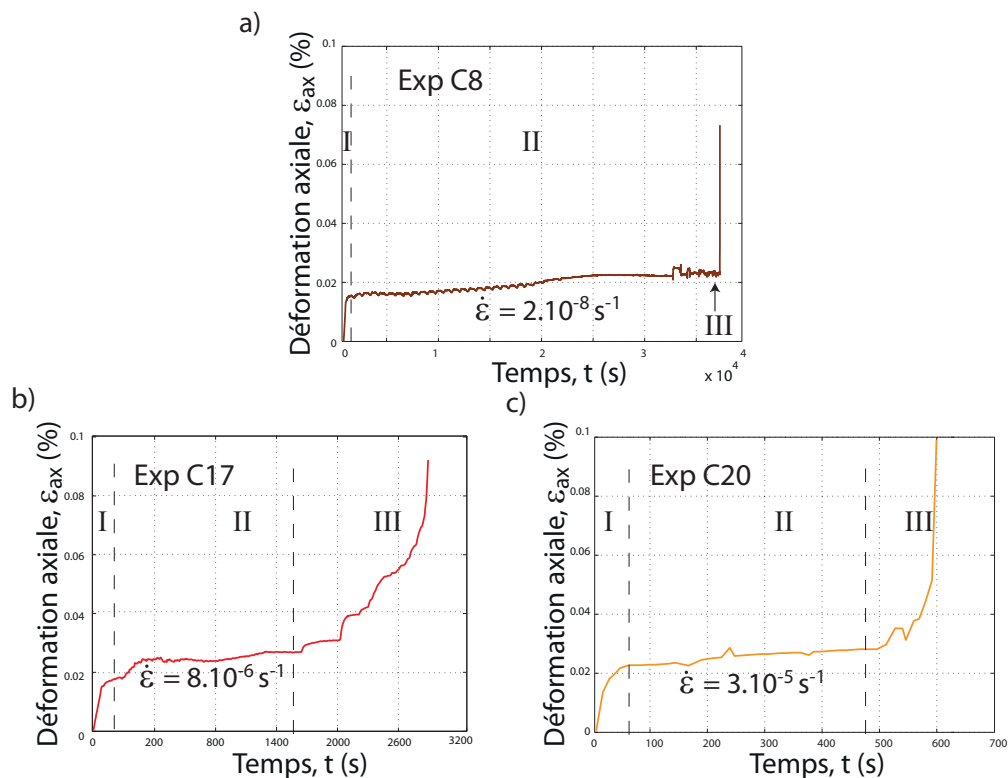 a)
Déformation axiale, εax (%)
0.1
0.08
0.06
0.04
0.02
0
Exp C8
I
II
III
ε̇ = 2.10-8 s-1
0 1 2 3 4
x 10 4
Temps, t (s)
b)
Déformation axiale, εax (%)
0.1
0.08
0.06
0.04
0.02
0
Exp C17
I
II
III
ε̇ = 8.10-6 s-1
0 200 800 1400 2000 2600 3200
Temps, t (s)
c)
Déformation axiale, εax (%)
0.1
0.08
0.06
0.04
0.02
0
Exp C20
I
II
III
ε̇ = 3.10-5 s-1
0 100 200 300 400 500 600 700
Temps, t (s)